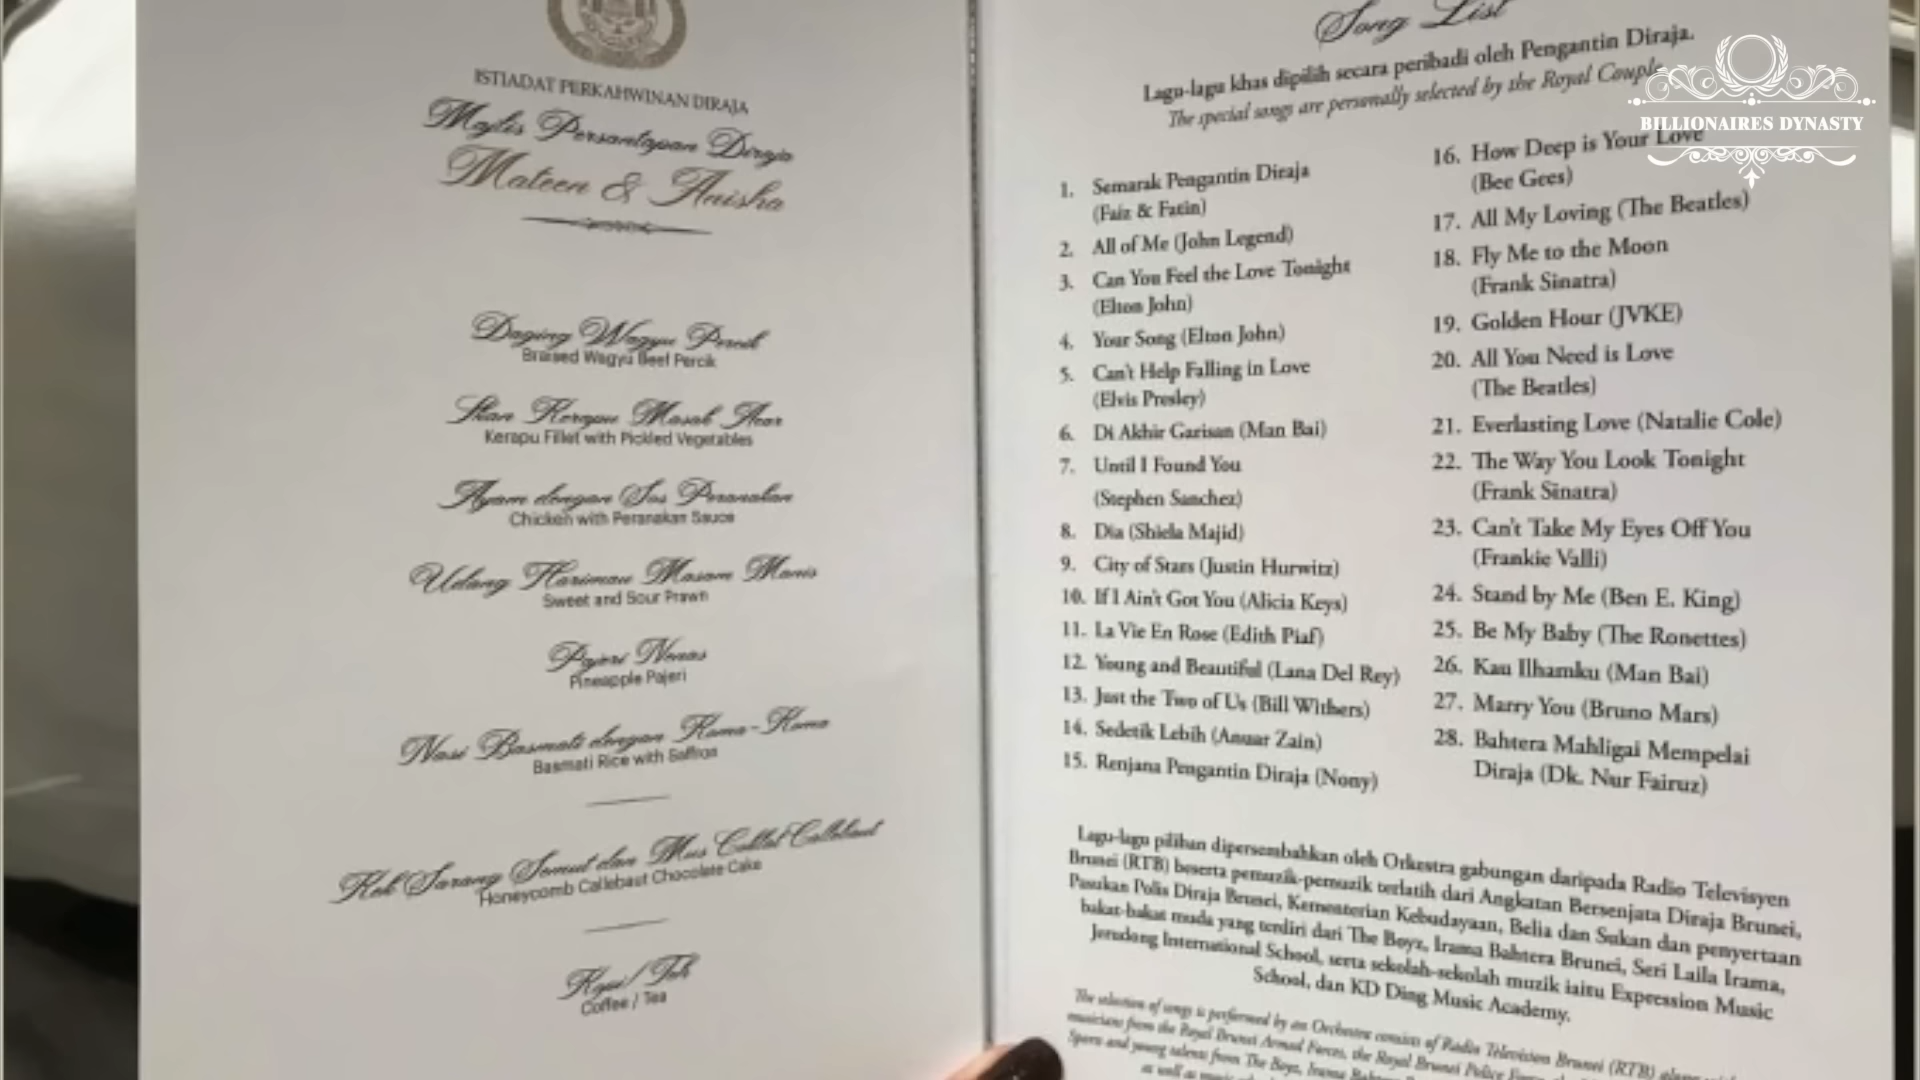 ISTIADAT PERKAHWINAN DIRAJA
Majlis Persantapan Diraja
Mateen & Anisha
Daging Wagyu Percik
Braised Wagyu Beef Percik
Ikan Kerapu Masak Acar
Kerapu Fillet with Pickled Vegetables
Ayam dengan Sos Peranakan
Chicken with Peranakan Sauce
Udang Harimau Masam Manis
Sweet and Sour Prawn
Pajeri Nenas
Pineapple Pajeri
Nasi Basmati dengan Kuma-Kuma
Basmati Rice with Saffron
Kek Sarang Semut dan Mus Coklat Callebaut
Honeycomb Callebaut Chocolate Cake
Kopi / Teh
Coffee / Tea
Song List
Lagu-lagu khas dipilih secara peribadi oleh Pengantin Diraja.
The special songs are personally selected by the Royal Couple
1. Semarak Pengantin Diraja
(Faiz & Fatin)
2. All of Me (John Legend)
3. Can You Feel the Love Tonight
(Elton John)
4. Your Song (Elton John)
5. Can't Help Falling in Love
(Elvis Presley)
6. Di Akhir Garisan (Man Bai)
7. Until I Found You
(Stephen Sanchez)
8. Dia (Shiela Majid)
9. City of Stars (Justin Hurwitz)
10. If I Ain't Got You (Alicia Keys)
11. La Vie En Rose (Edith Piaf)
12. Young and Beautiful (Lana Del Rey)
13. Just the Two of Us (Bill Withers)
14. Sedetik Lebih (Anuar Zain)
15. Renjana Pengantin Diraja (Nony)
16. How Deep is Your Love
(Bee Gees)
17. All My Loving (The Beatles)
18. Fly Me to the Moon
(Frank Sinatra)
19. Golden Hour (JVKE)
20. All You Need is Love
(The Beatles)
21. Everlasting Love (Natalie Cole)
22. The Way You Look Tonight
(Frank Sinatra)
23. Can't Take My Eyes Off You
(Frankie Valli)
24. Stand by Me (Ben E. King)
25. Be My Baby (The Ronettes)
26. Kau Ilhamku (Man Bai)
27. Marry You (Bruno Mars)
28. Bahtera Mahligai Mempelai
Diraja (Dk. Nur Fairuz)
Lagu-lagu pilihan dipersembahkan oleh Orkestra gabungan daripada Radio Televisyen
Brunei (RTB) beserta pemuzik-pemuzik terlatih dari Angkatan Bersenjata Diraja Brunei,
Pasukan Polis Diraja Brunei, Kementerian Kebudayaan, Belia dan Sukan dan penyertaan
bakat-bakat muda yang terdiri dari The Boyz, Irama Bahtera Brunei, Seri Laila Irama,
Jerudong International School, serta sekolah-sekolah muzik iaitu Expression Music
School, dan KD Ding Music Academy.
The selection of songs is performed by an Orchestra consists of Radio Television Brunei (RTB)
musicians from the Royal Brunei Armed Forces, the Royal Brunei Police Force
Sports and young talents from The Boyz, Irama
as well as
BILLIONAIRES DYNASTY